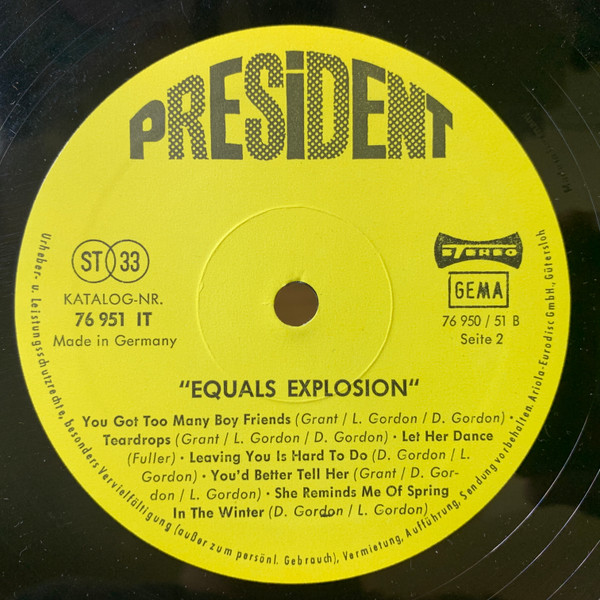 PRESiDENT
ST 33
KATALOG-NR.
76 951 IT
Made in Germany
STEREO
GEMA
76 950 / 51 B
Seite 2
"EQUALS EXPLOSION"
You Got Too Many Boy Friends (Grant / L. Gordon / D. Gordon) ·
Teardrops (Grant / L. Gordon / D. Gordon) · Let Her Dance
(Fuller) · Leaving You Is Hard To Do (D. Gordon / L.
Gordon) · You'd Better Tell Her (Grant / D. Gor-
don / L. Gordon) · She Reminds Me Of Spring
In The Winter (D. Gordon / L. Gordon)
Urheber- u. Leistungsschutzrechte, besonders Vervielfältigung (außer zum persönl. Gebrauch), Vermietung, Aufführung, Sendung vorbehalten. Ariola-Eurodisc GmbH., Gütersloh